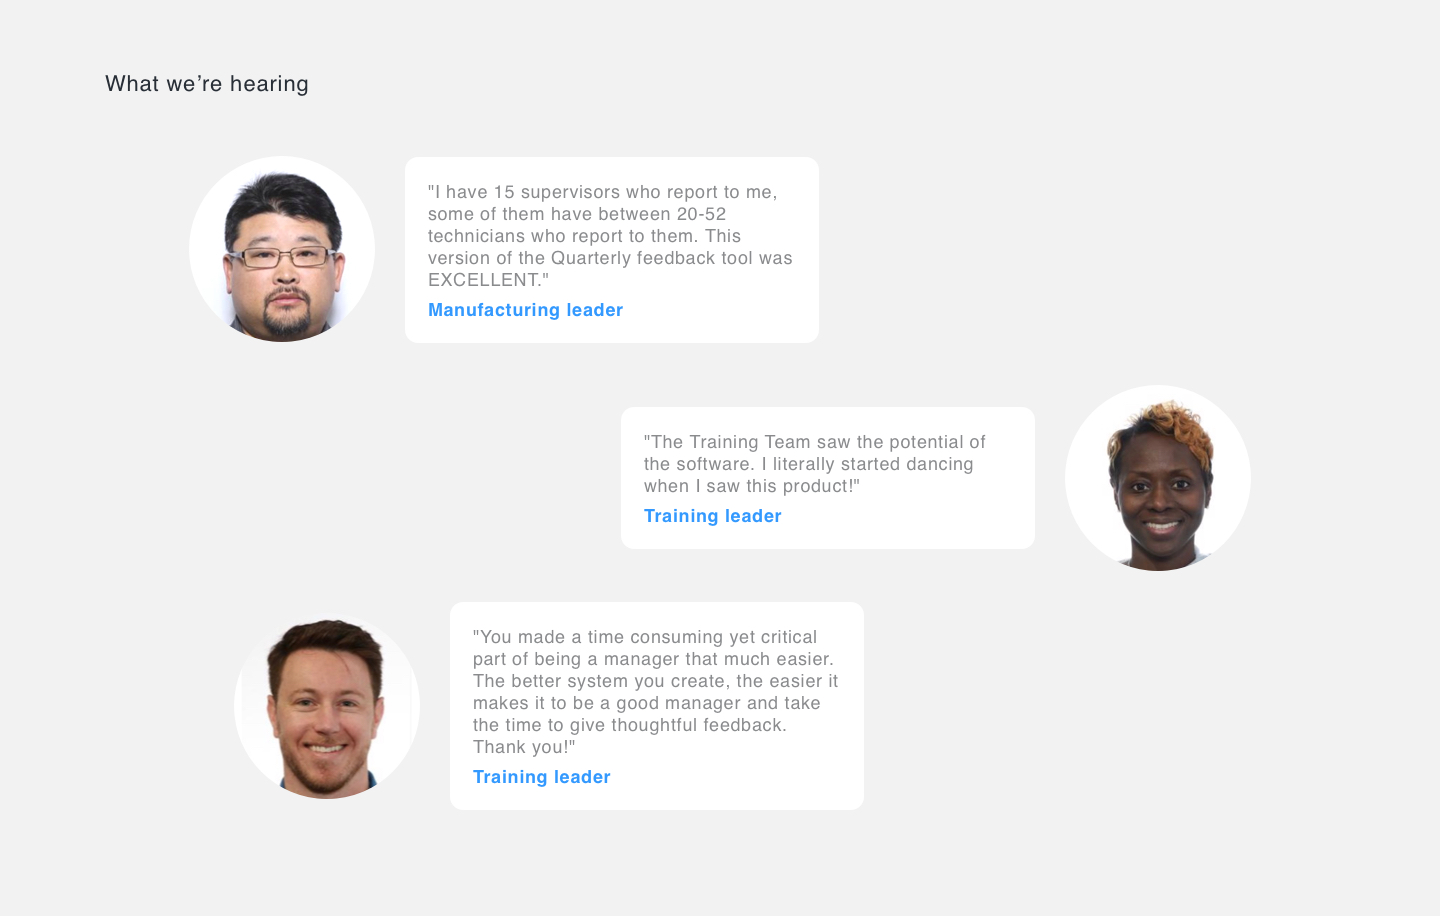 What we’re hearing
"I have 15 supervisors who report to me,
some of them have between 20-52
technicians who report to them. This
version of the Quarterly feedback tool was
EXCELLENT."
Manufacturing leader
"The Training Team saw the potential of
the software. I literally started dancing
when I saw this product!"
Training leader
"You made a time consuming yet critical
part of being a manager that much easier.
The better system you create, the easier it
makes it to be a good manager and take
the time to give thoughtful feedback.
Thank you!"
Training leader